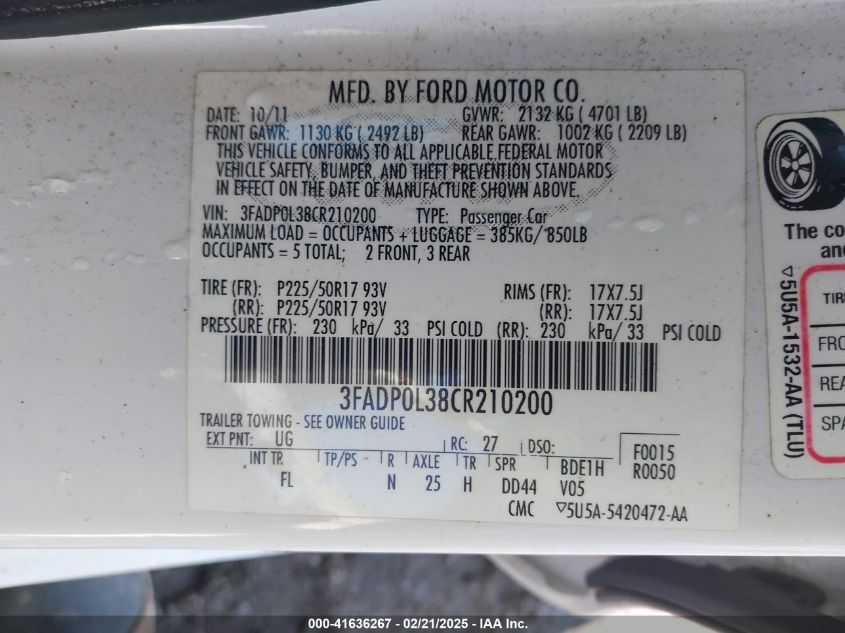 MFD. BY FORD MOTOR CO.
DATE: 10/11 GVWR: 2132 KG ( 4701 LB)
FRONT GAWR: 1130 KG ( 2492 LB) REAR GAWR: 1002 KG ( 2209 LB)
THIS VEHICLE CONFORMS TO ALL APPLICABLE FEDERAL MOTOR
VEHICLE SAFETY, BUMPER, AND THEFT PREVENTION STANDARDS
IN EFFECT ON THE DATE OF MANUFACTURE SHOWN ABOVE.
VIN: 3FADP0L38CR210200 TYPE: Passenger Car
MAXIMUM LOAD = OCCUPANTS + LUGGAGE = 385KG/ 850LB
OCCUPANTS = 5 TOTAL; 2 FRONT, 3 REAR
TIRE (FR): P225/50R17 93V RIMS (FR): 17X7.5J
(RR): P225/50R17 93V (RR): 17X7.5J
PRESSURE (FR): 230 kPa/ 33 PSI COLD (RR): 230 kPa/ 33 PSI COLD
3FADP0L38CR210200
TRAILER TOWING - SEE OWNER GUIDE
EXT PNT: UG RC: 27 DSO: F0015
INT TR TP/PS R AXLE TR SPR BDE1H R0050
FL N 25 H DD44 V05
CMC ▽5U5A-5420472-AA
The co
an
▽5U5A-1532-AA (TLU)
TIR
FRO
REA
SPA
000-41636267 - 02/21/2025 - IAA Inc.